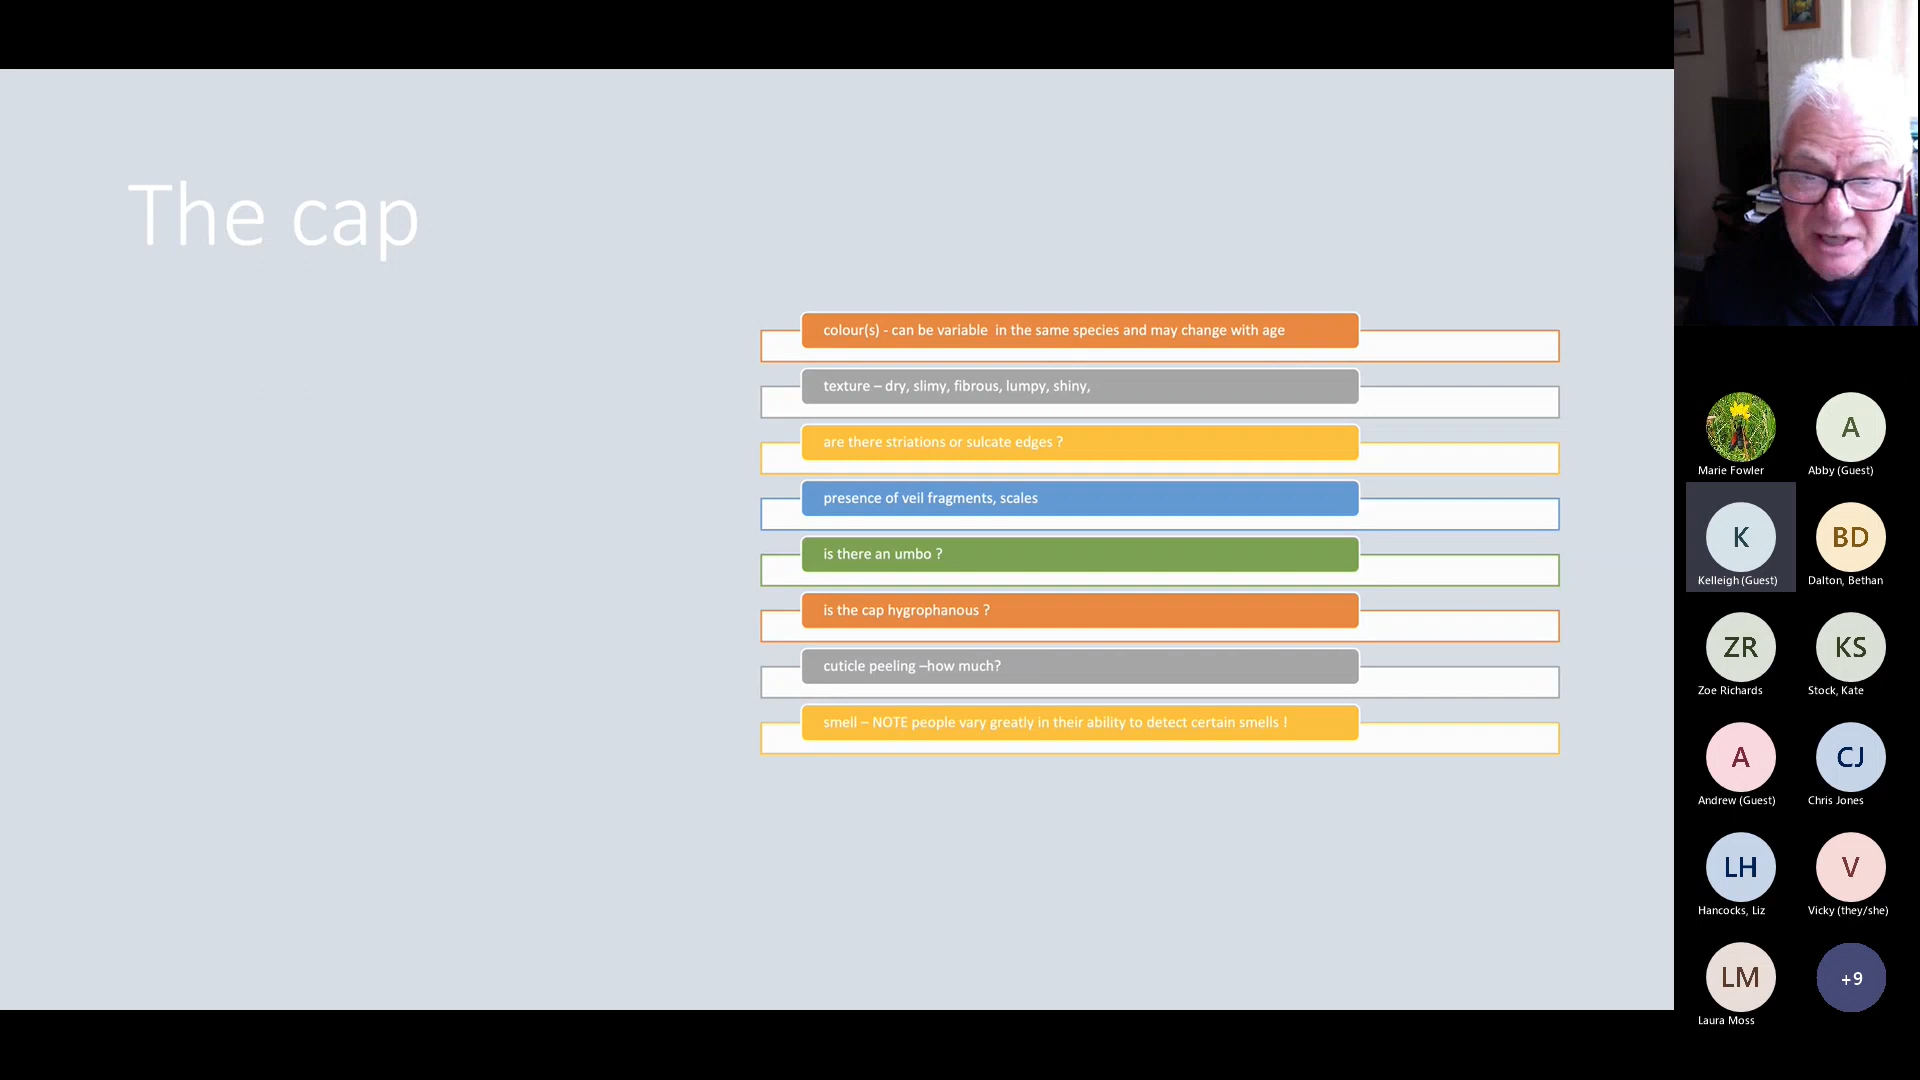 The cap
colour(s) - can be variable  in the same species and may change with age
texture – dry, slimy, fibrous, lumpy, shiny,
are there striations or sulcate edges ?
presence of veil fragments, scales
is there an umbo ?
is the cap hygrophanous ?
cuticle peeling –how much?
smell – NOTE people vary greatly in their ability to detect certain smells !
Marie Fowler
A
Abby (Guest)
K
Kelleigh (Guest)
BD
Dalton, Bethan
ZR
Zoe Richards
KS
Stock, Kate
A
Andrew (Guest)
CJ
Chris Jones
LH
Hancocks, Liz
V
Vicky (they/she)
LM
Laura Moss
+9